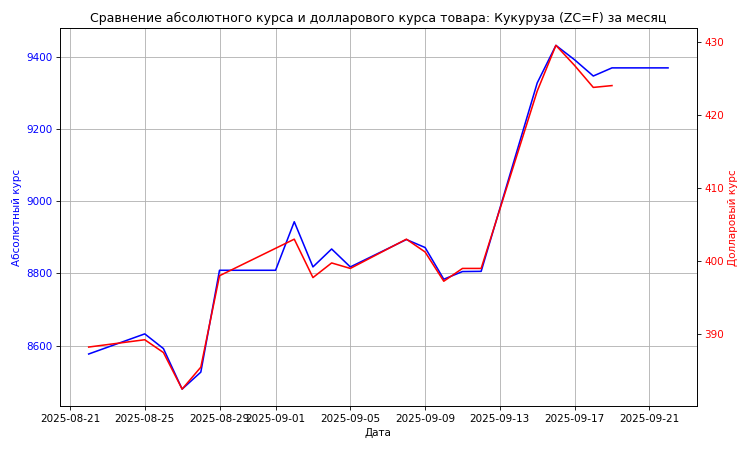 Сравнение абсолютного курса и долларового курса товара: Кукуруза (ZC=F) за месяц
Абсолютный курс
9400
9200
9000
8800
8600
430
420
410
400
390
Долларовый курс
2025-08-21 2025-08-25 2025-08-29 2025-09-01 2025-09-05 2025-09-09 2025-09-13 2025-09-17 2025-09-21
Дата